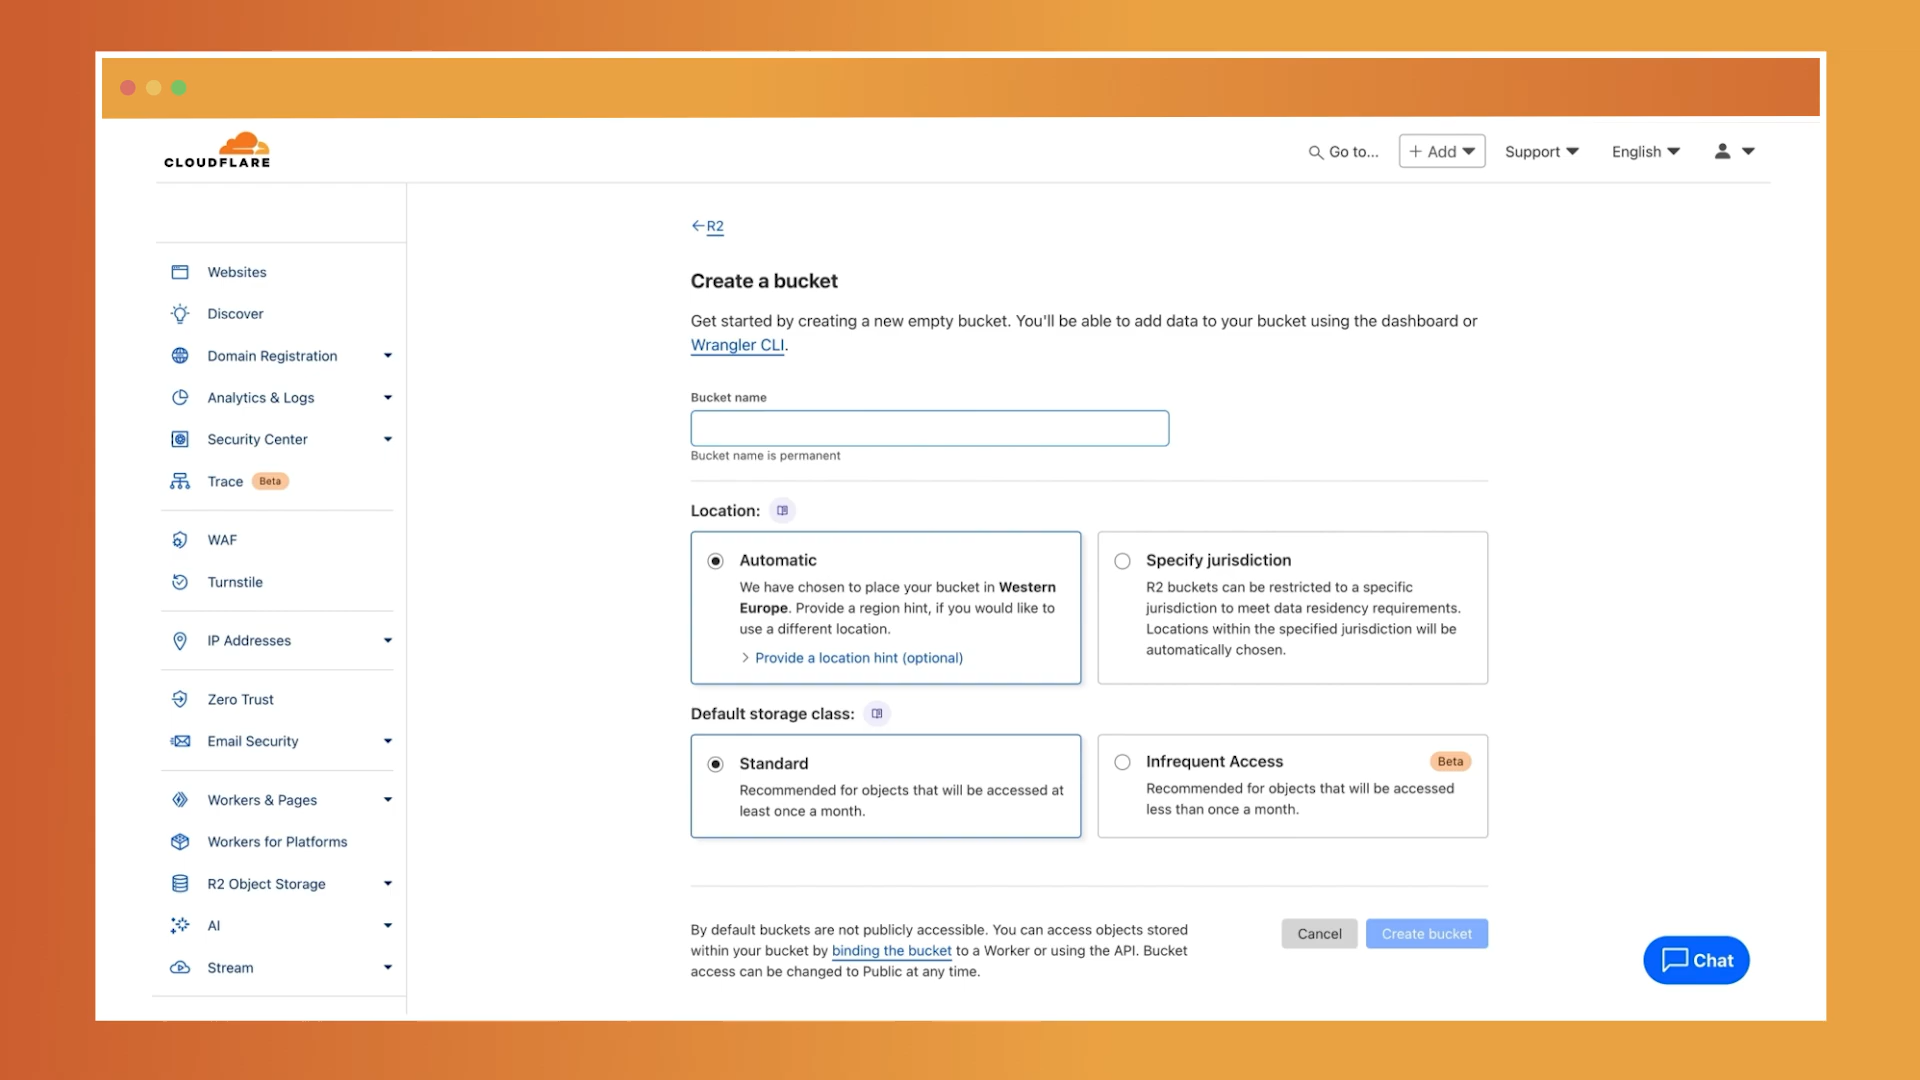 CLOUDFLARE
Go to...
+ Add
Support
English
Websites
Discover
Domain Registration
Analytics & Logs
Security Center
Trace Beta
WAF
Turnstile
IP Addresses
Zero Trust
Email Security
Workers & Pages
Workers for Platforms
R2 Object Storage
AI
Stream
←R2
Create a bucket
Get started by creating a new empty bucket. You'll be able to add data to your bucket using the dashboard or
Wrangler CLI.
Bucket name
Bucket name is permanent
Location:
Automatic
We have chosen to place your bucket in Western
Europe. Provide a region hint, if you would like to
use a different location.
> Provide a location hint (optional)
Specify jurisdiction
R2 buckets can be restricted to a specific
jurisdiction to meet data residency requirements.
Locations within the specified jurisdiction will be
automatically chosen.
Default storage class:
Standard
Recommended for objects that will be accessed at
least once a month.
Infrequent Access Beta
Recommended for objects that will be accessed
less than once a month.
By default buckets are not publicly accessible. You can access objects stored
within your bucket by binding the bucket to a Worker or using the API. Bucket
access can be changed to Public at any time.
Cancel
Create bucket
Chat